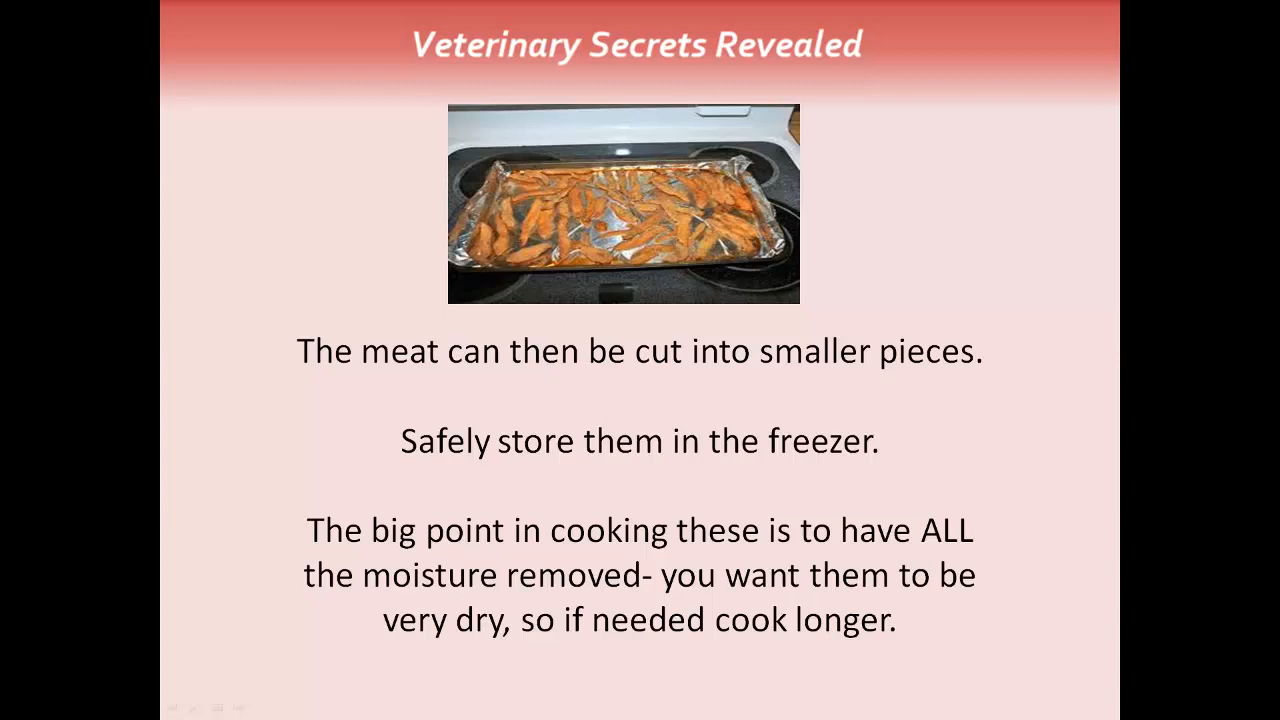 Veterinary Secrets Revealed
The meat can then be cut into smaller pieces.
Safely store them in the freezer.
The big point in cooking these is to have ALL
the moisture removed- you want them to be
very dry, so if needed cook longer.